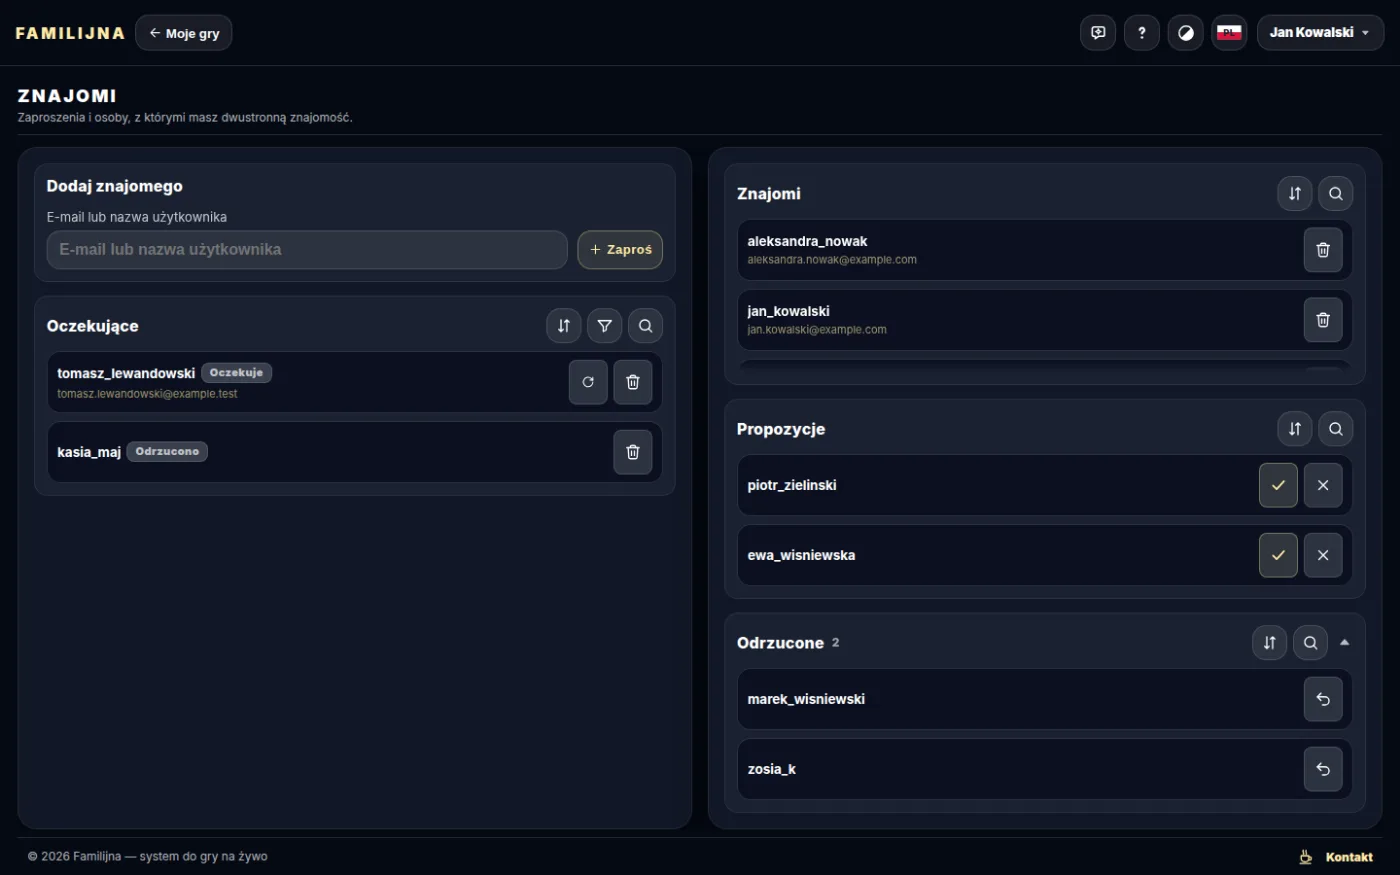 FAMILIJNA
← Moje gry
?
PL
Jan Kowalski
ZNAJOMI
Zaproszenia i osoby, z którymi masz dwustronną znajomość.
Dodaj znajomego
E-mail lub nazwa użytkownika
E-mail lub nazwa użytkownika
+ Zaproś
Oczekujące
tomasz_lewandowski Oczekuje
tomasz.lewandowski@example.test
kasia_maj Odrzucono
Znajomi
aleksandra_nowak
aleksandra.nowak@example.com
jan_kowalski
jan.kowalski@example.com
Propozycje
piotr_zielinski
ewa_wisniewska
Odrzucone 2
marek_wisniewski
zosia_k
© 2026 Familijna — system do gry na żywo
Kontakt